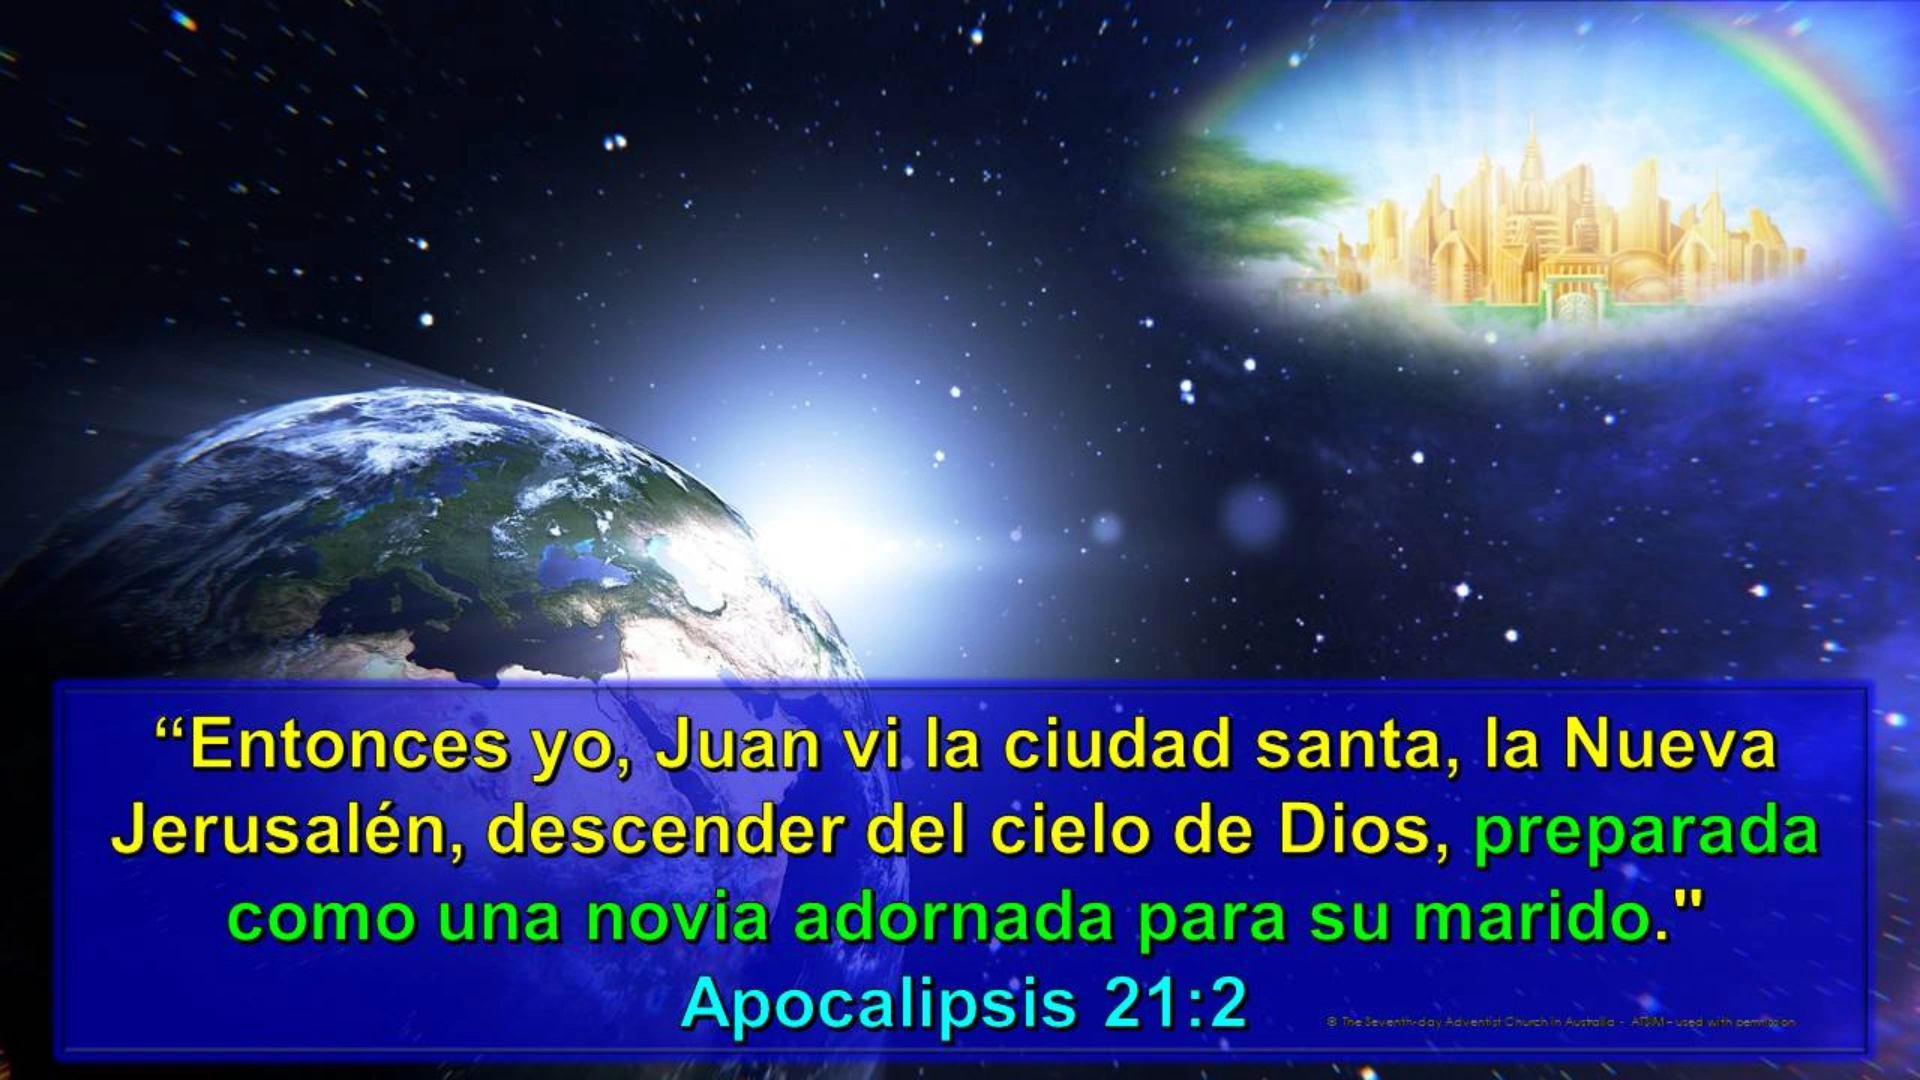 “Entonces yo, Juan vi la ciudad santa, la Nueva
Jerusalén, descender del cielo de Dios, preparada
como una novia adornada para su marido."
Apocalipsis 21:2
© The Seventh-day Adventist Church in Australia - ATSIM – used with permission